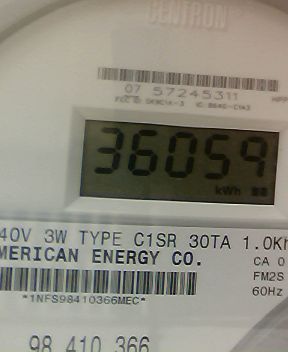 CENTRON
07 57245311
36059
kWh
40V 3W TYPE C1SR 30TA 1.0Kh
MERICAN ENERGY CO.
CA 0
FM2S
*1NFS98410366MEC*
60Hz
98 410 366